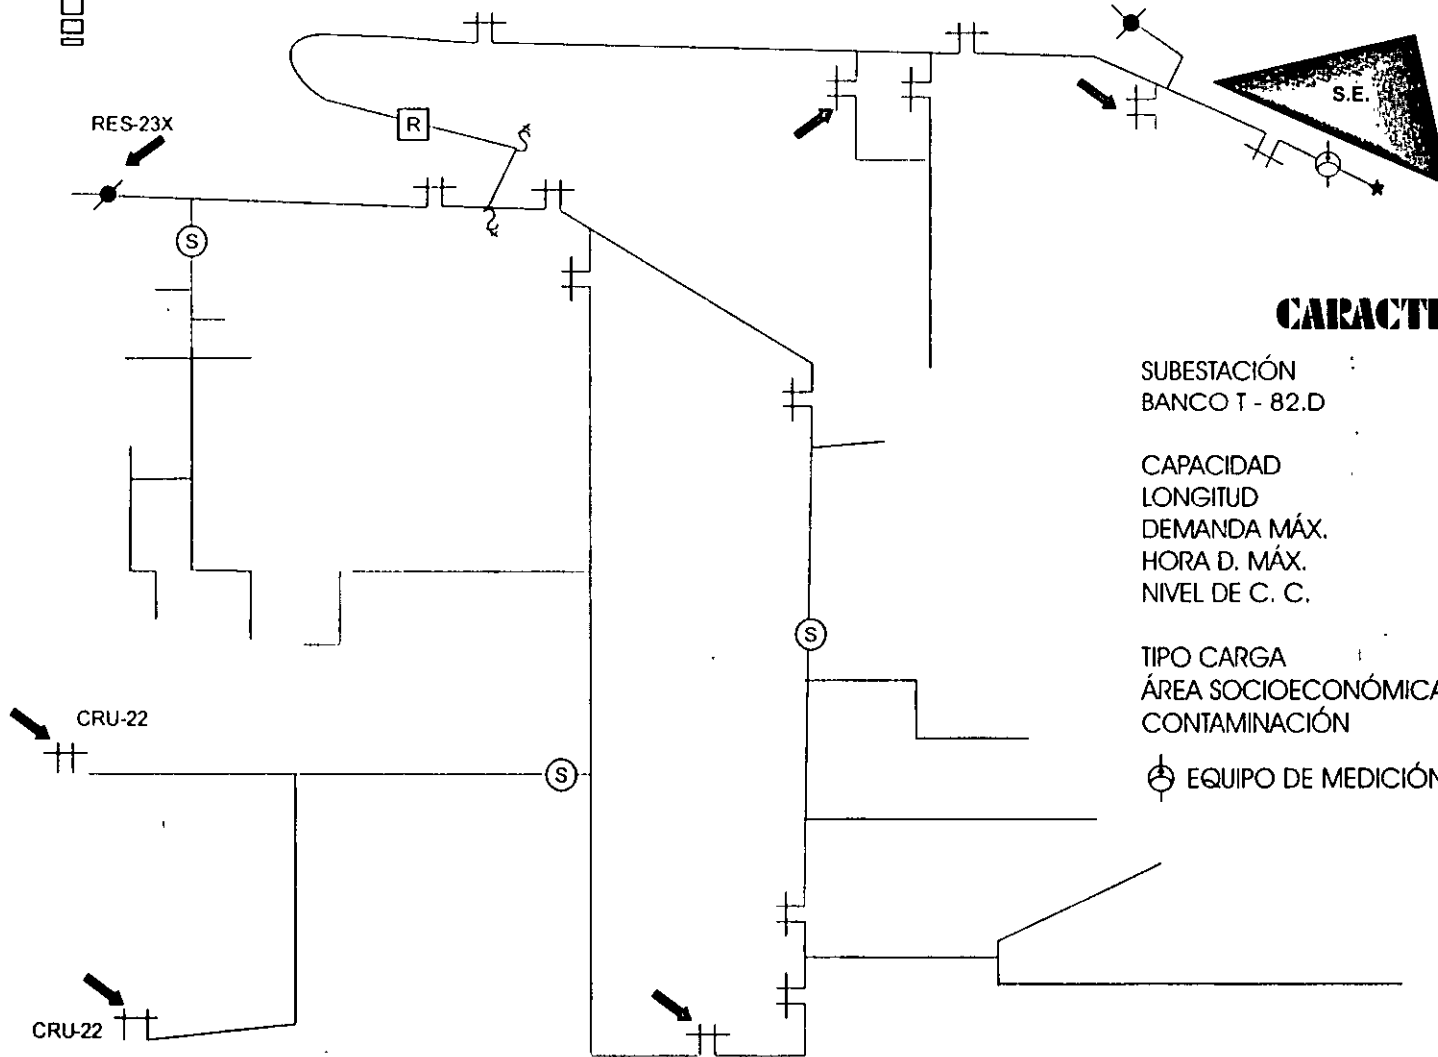 S.E.
RES-23X
R
S
CARACTE
SUBESTACIÓN :
BANCO T - 82.D
CAPACIDAD
LONGITUD
DEMANDA MÁX.
HORA D. MÁX.
NIVEL DE C. C.
S
TIPO CARGA
ÁREA SOCIOECONÓMICA
CONTAMINACIÓN
CRU-22
S
EQUIPO DE MEDICIÓN
CRU-22